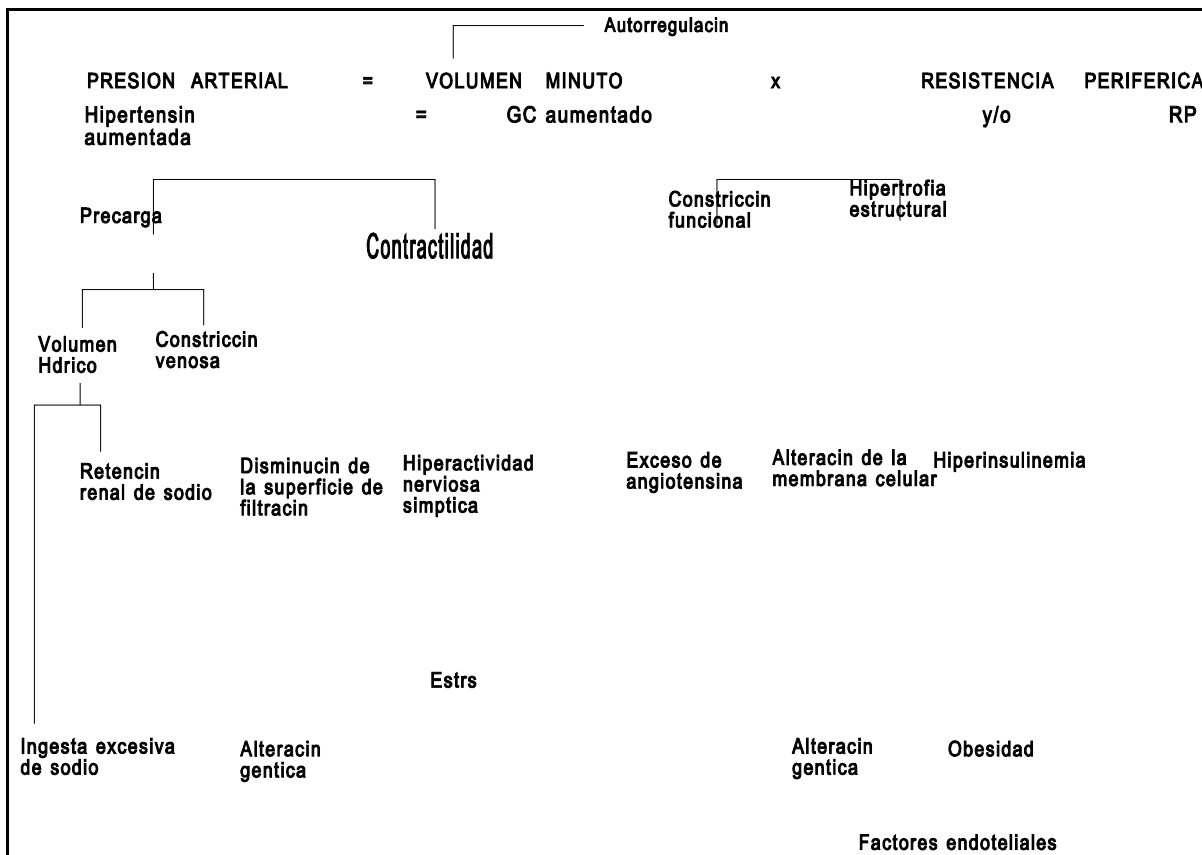 Autorregulacin
PRESION ARTERIAL = VOLUMEN MINUTO x RESISTENCIA PERIFERICA
Hipertensin = GC aumentado y/o RP
aumentada
Precarga
Contractilidad
Constriccin
funcional
Hipertrofia
estructural
Volumen
Hdrico
Constriccin
venosa
Retencin
renal de sodio
Disminucin de
la superficie de
filtracin
Hiperactividad
nerviosa
simptica
Exceso de
angiotensina
Alteracin de la
membrana celular
Hiperinsulinemia
Estrs
Ingesta excesiva
de sodio
Alteracin
gentica
Alteracin
gentica
Obesidad
Factores endoteliales